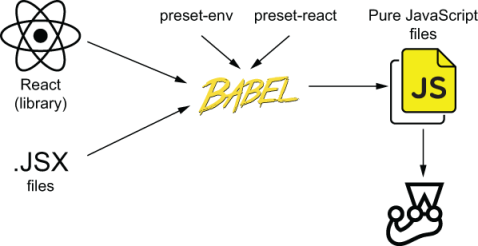 preset-env
preset-react
Pure JavaScript
files
React
(library)
BABEL
JS
.JSX
files